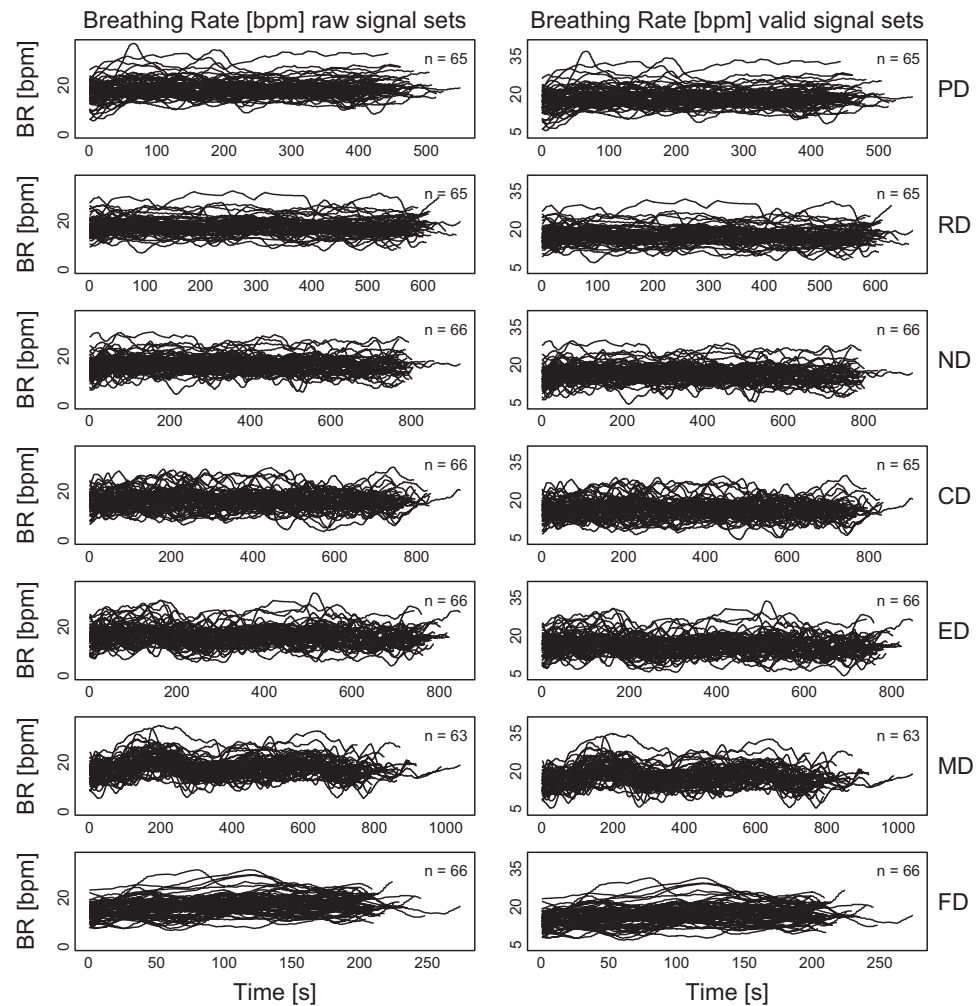 Breathing Rate [bpm] raw signal sets Breathing Rate [bpm] valid signal sets
BR [bpm] 0 20 n = 65 5 20 35 n = 65 PD
0 100 200 300 400 500 0 100 200 300 400 500
BR [bpm] 0 20 n = 65 5 20 35 n = 65 RD
0 100 200 300 400 500 600 0 100 200 300 400 500 600
BR [bpm] 0 20 n = 66 5 20 35 n = 66 ND
0 200 400 600 800 0 200 400 600 800
BR [bpm] 0 20 n = 66 5 20 35 n = 65 CD
0 200 400 600 800 0 200 400 600 800
BR [bpm] 0 20 n = 66 5 20 35 n = 66 ED
0 200 400 600 800 0 200 400 600 800
BR [bpm] 0 20 n = 63 5 20 35 n = 63 MD
0 200 400 600 800 1000 0 200 400 600 800 1000
BR [bpm] 0 20 n = 66 5 20 35 n = 66 FD
0 50 100 150 200 250 0 50 100 150 200 250
Time [s] Time [s]